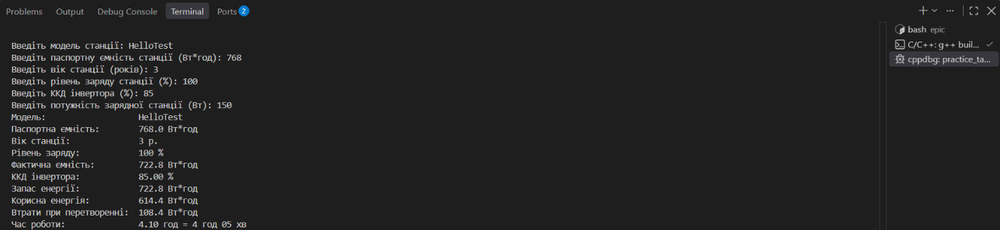 Problems Output Debug Console Terminal Ports 2
bash epic
C/C++: g++ buil...
cppdbg: practice_ta...
Введіть модель станції: HelloTest
Введіть паспортну ємність станції (Вт*год): 768
Введіть вік станції (років): 3
Введіть рівень заряду станції (%): 100
Введіть ККД інвертора (%): 85
Введіть потужність зарядної станції (Вт): 150
Модель: HelloTest
Паспортна ємність: 768.0 Вт*год
Вік станції: 3 р.
Рівень заряду: 100 %
Фактична ємність: 722.8 Вт*год
ККД інвертора: 85.00 %
Запас енергії: 722.8 Вт*год
Корисна енергія: 614.4 Вт*год
Втрати при перетворенні: 108.4 Вт*год
Час роботи: 4.10 год = 4 год 05 хв